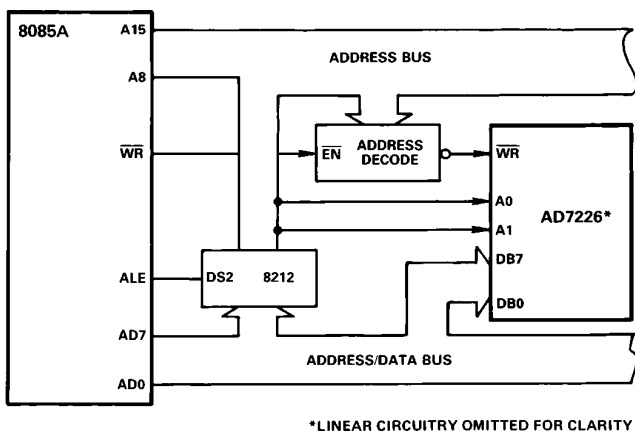 8085A
A15
ADDRESS BUS
A8
WR
EN
ADDRESS
DECODE
WR
A0
AD7226*
A1
ALE
DS2 8212
DB7
DB0
AD7
ADDRESS/DATA BUS
AD0
*LINEAR CIRCUITRY OMITTED FOR CLARITY